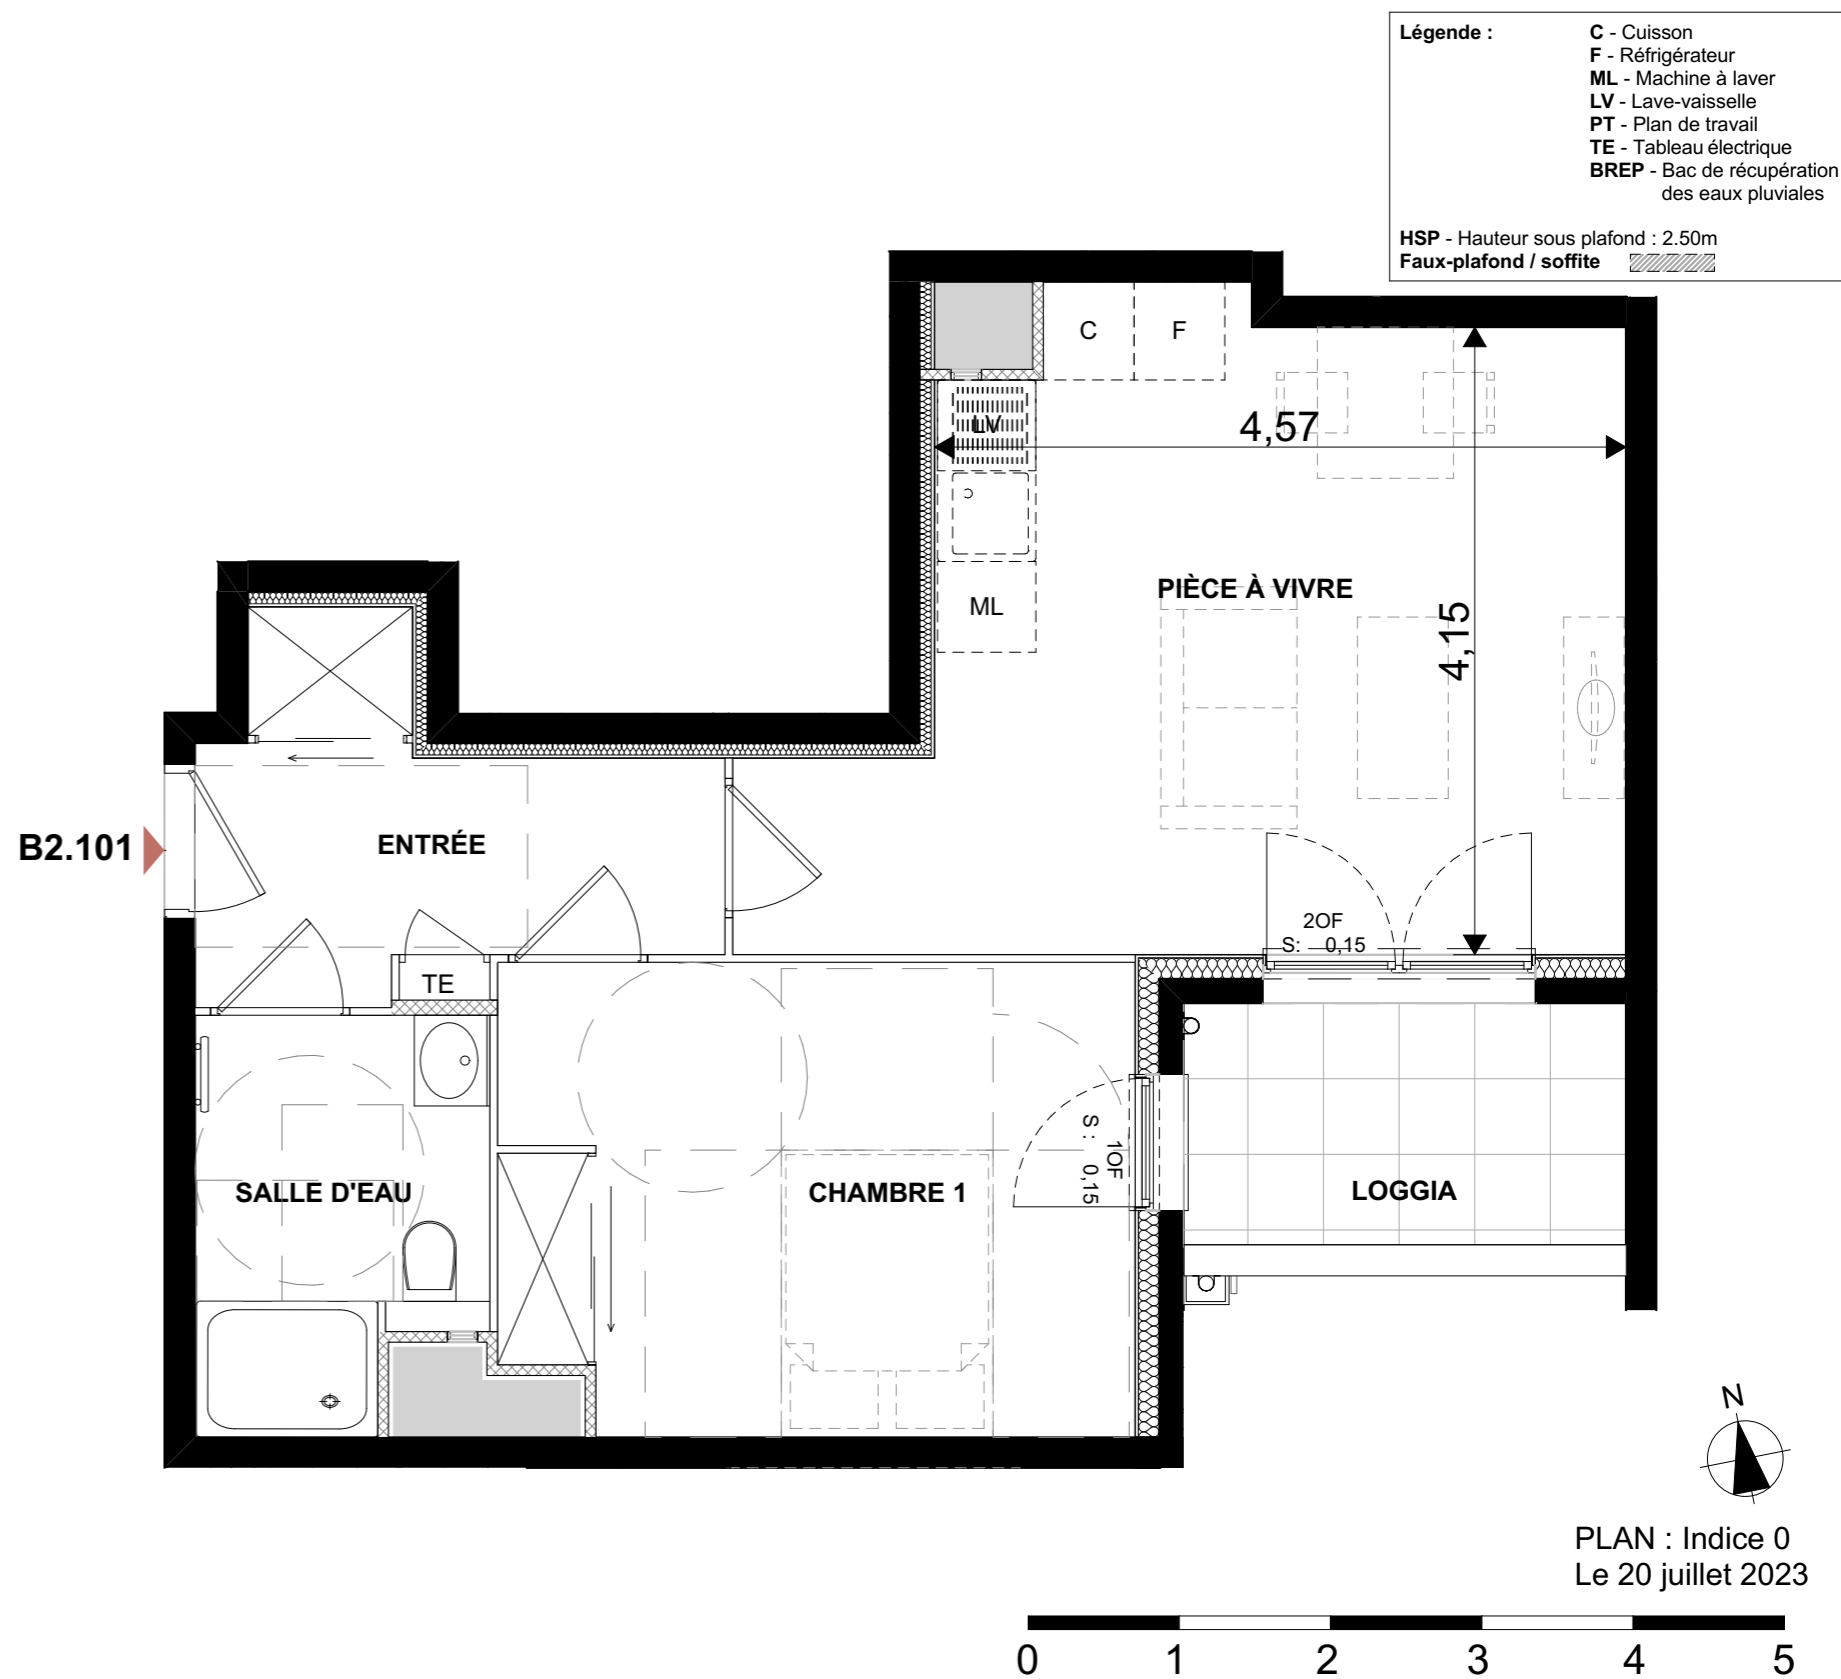 Légende :
C - Cuisson
F - Réfrigérateur
ML - Machine à laver
LV - Lave-vaisselle
PT - Plan de travail
TE - Tableau électrique
BREP - Bac de récupération
des eaux pluviales
HSP - Hauteur sous plafond : 2.50m
Faux-plafond / soffite
C
F
LV
4,57
ML
PIÈCE À VIVRE
4,15
B2.101
ENTRÉE
2OF
S: 0,15
TE
1OF
S : 0,15
SALLE D'EAU
CHAMBRE 1
LOGGIA
N
PLAN : Indice 0
Le 20 juillet 2023
0 1 2 3 4 5